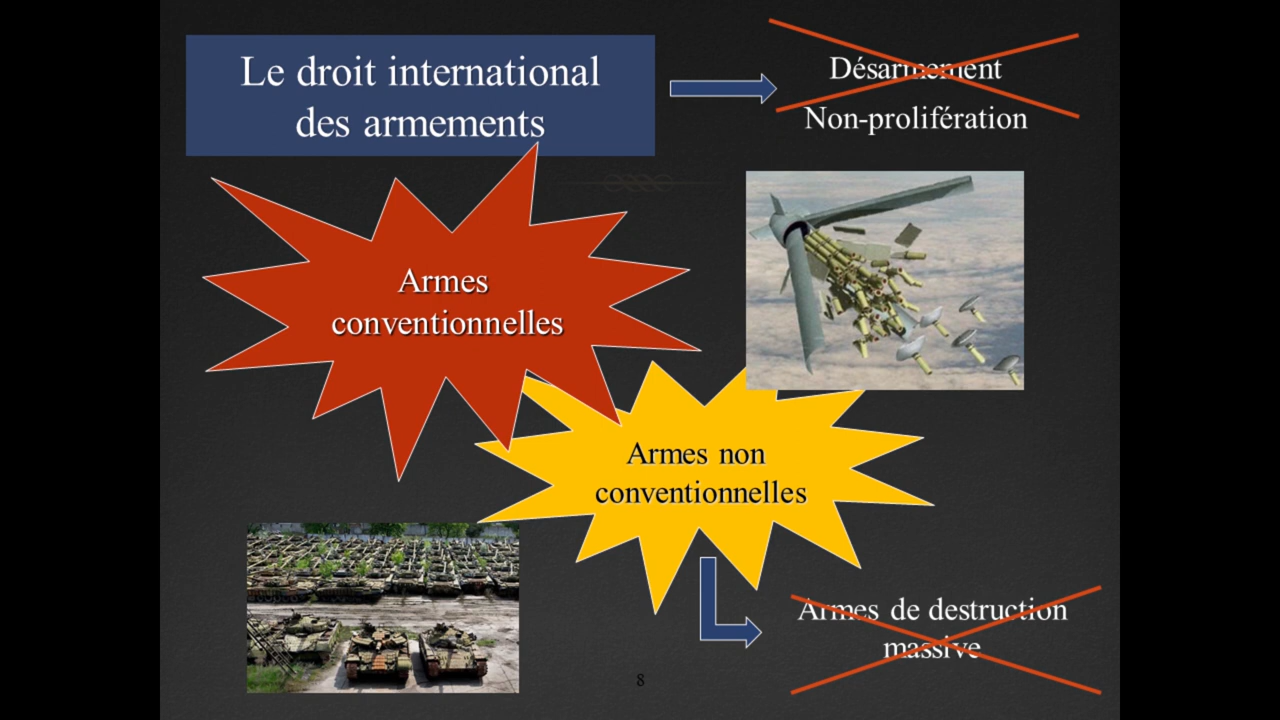 Le droit international
des armements
Désarmement
Non-prolifération
Armes
conventionnelles
Armes non
conventionnelles
Armes de destruction
massive
8